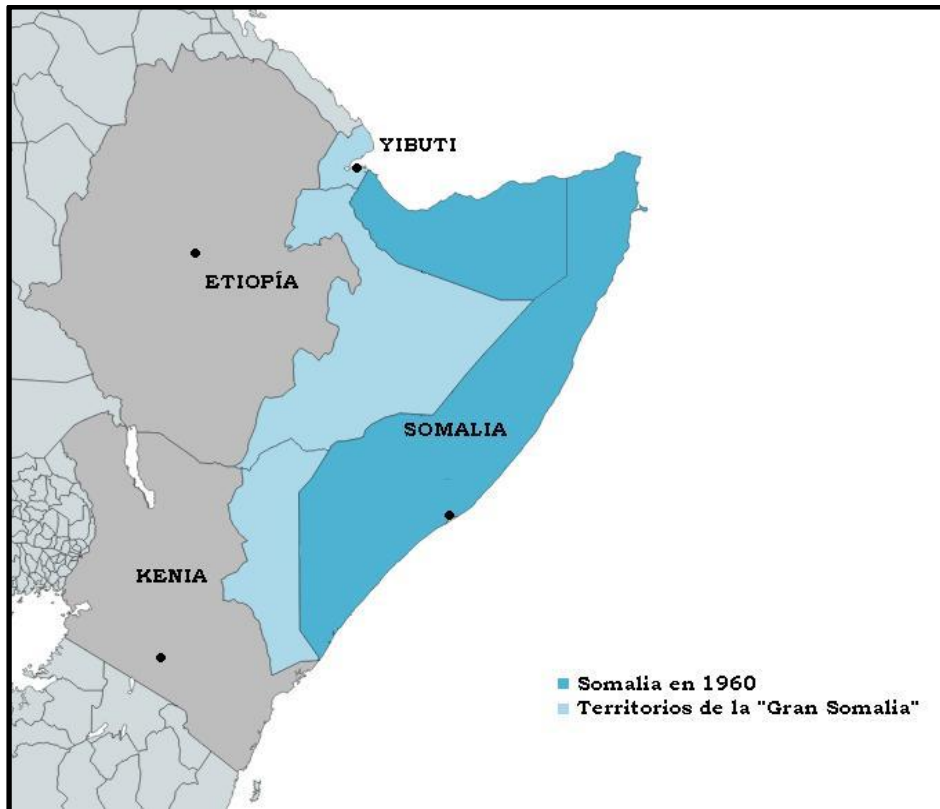 YIBUTI
ETIOPÍA
SOMALIA
KENIA
Somalia en 1960
Territorios de la "Gran Somalia"